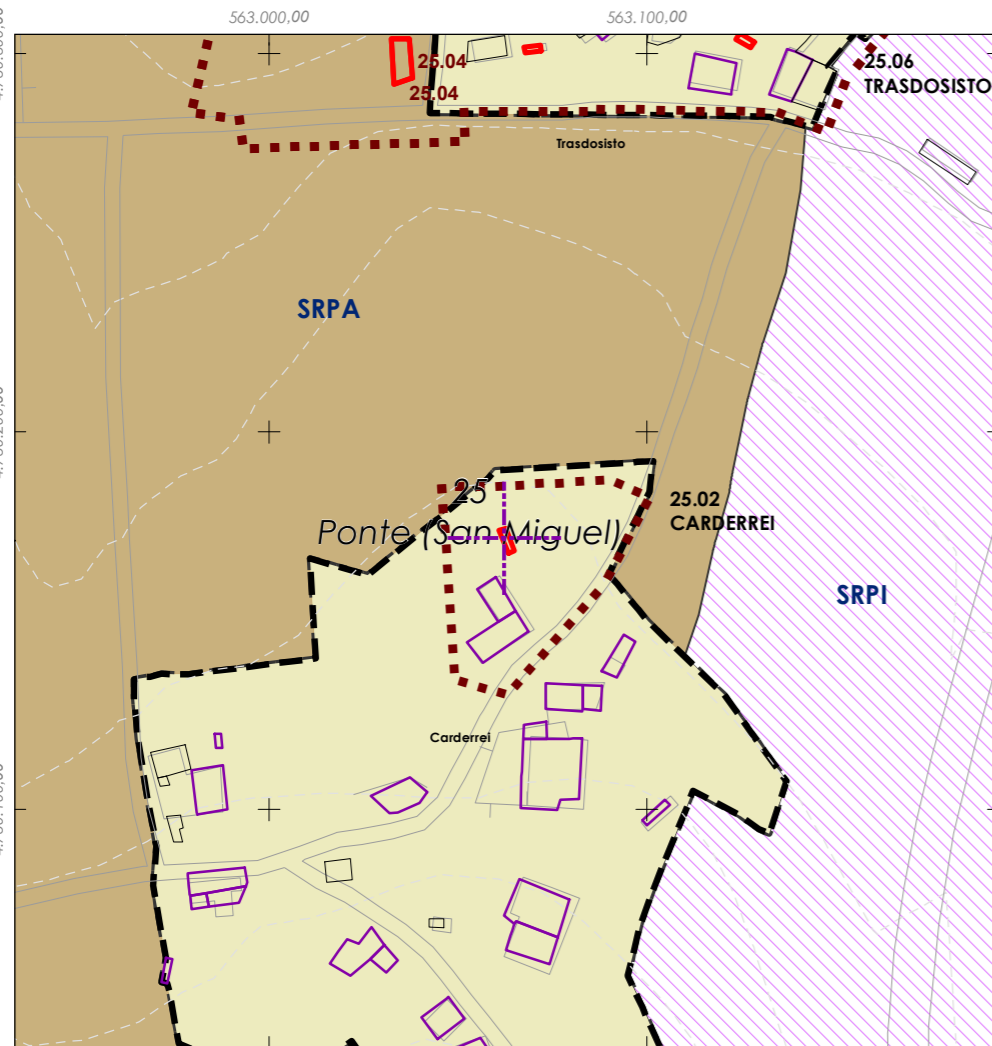 563.000,00
563.100,00
25.04
25.04
25.06
TRASDOSISTO
Trasdosisto
SRPA
25
Ponte (San Miguel)
25.02
CARDERREI
SRPI
Carderrei